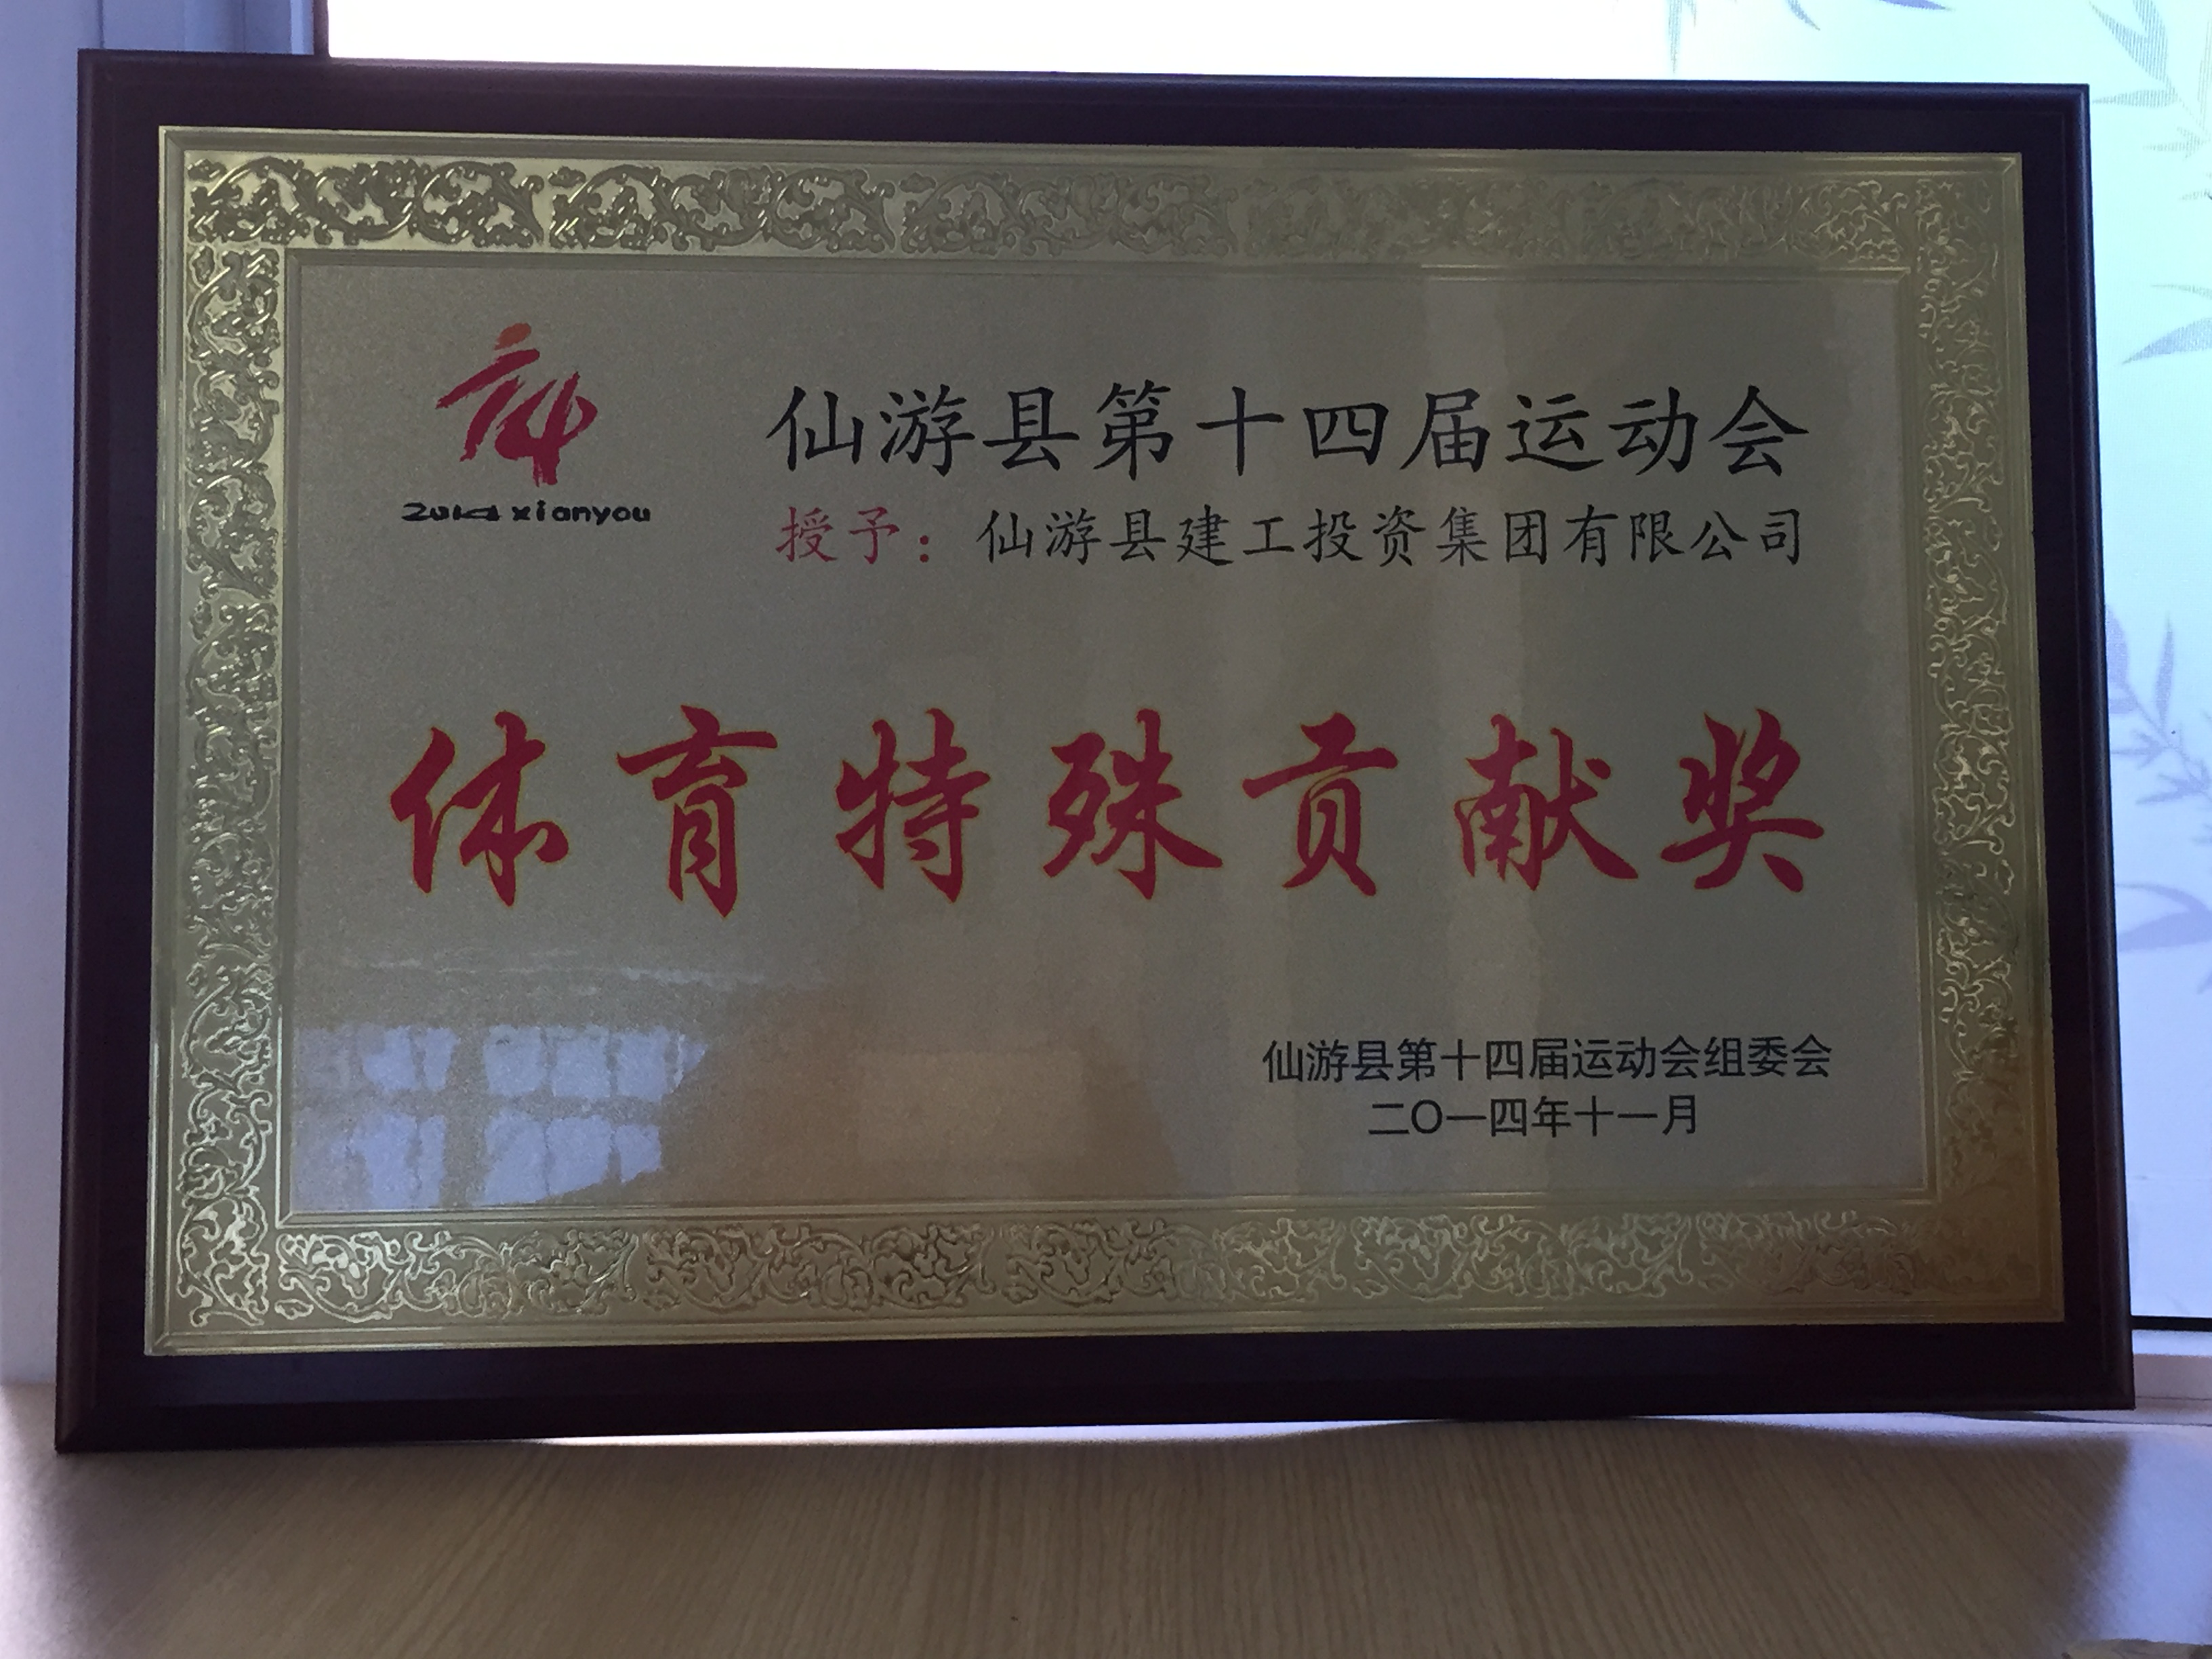 2014 xianyou
仙游县第十四届运动会
授予：仙游县建工投资集团有限公司
体育特殊贡献奖
仙游县第十四届运动会组委会
二O一四年十一月